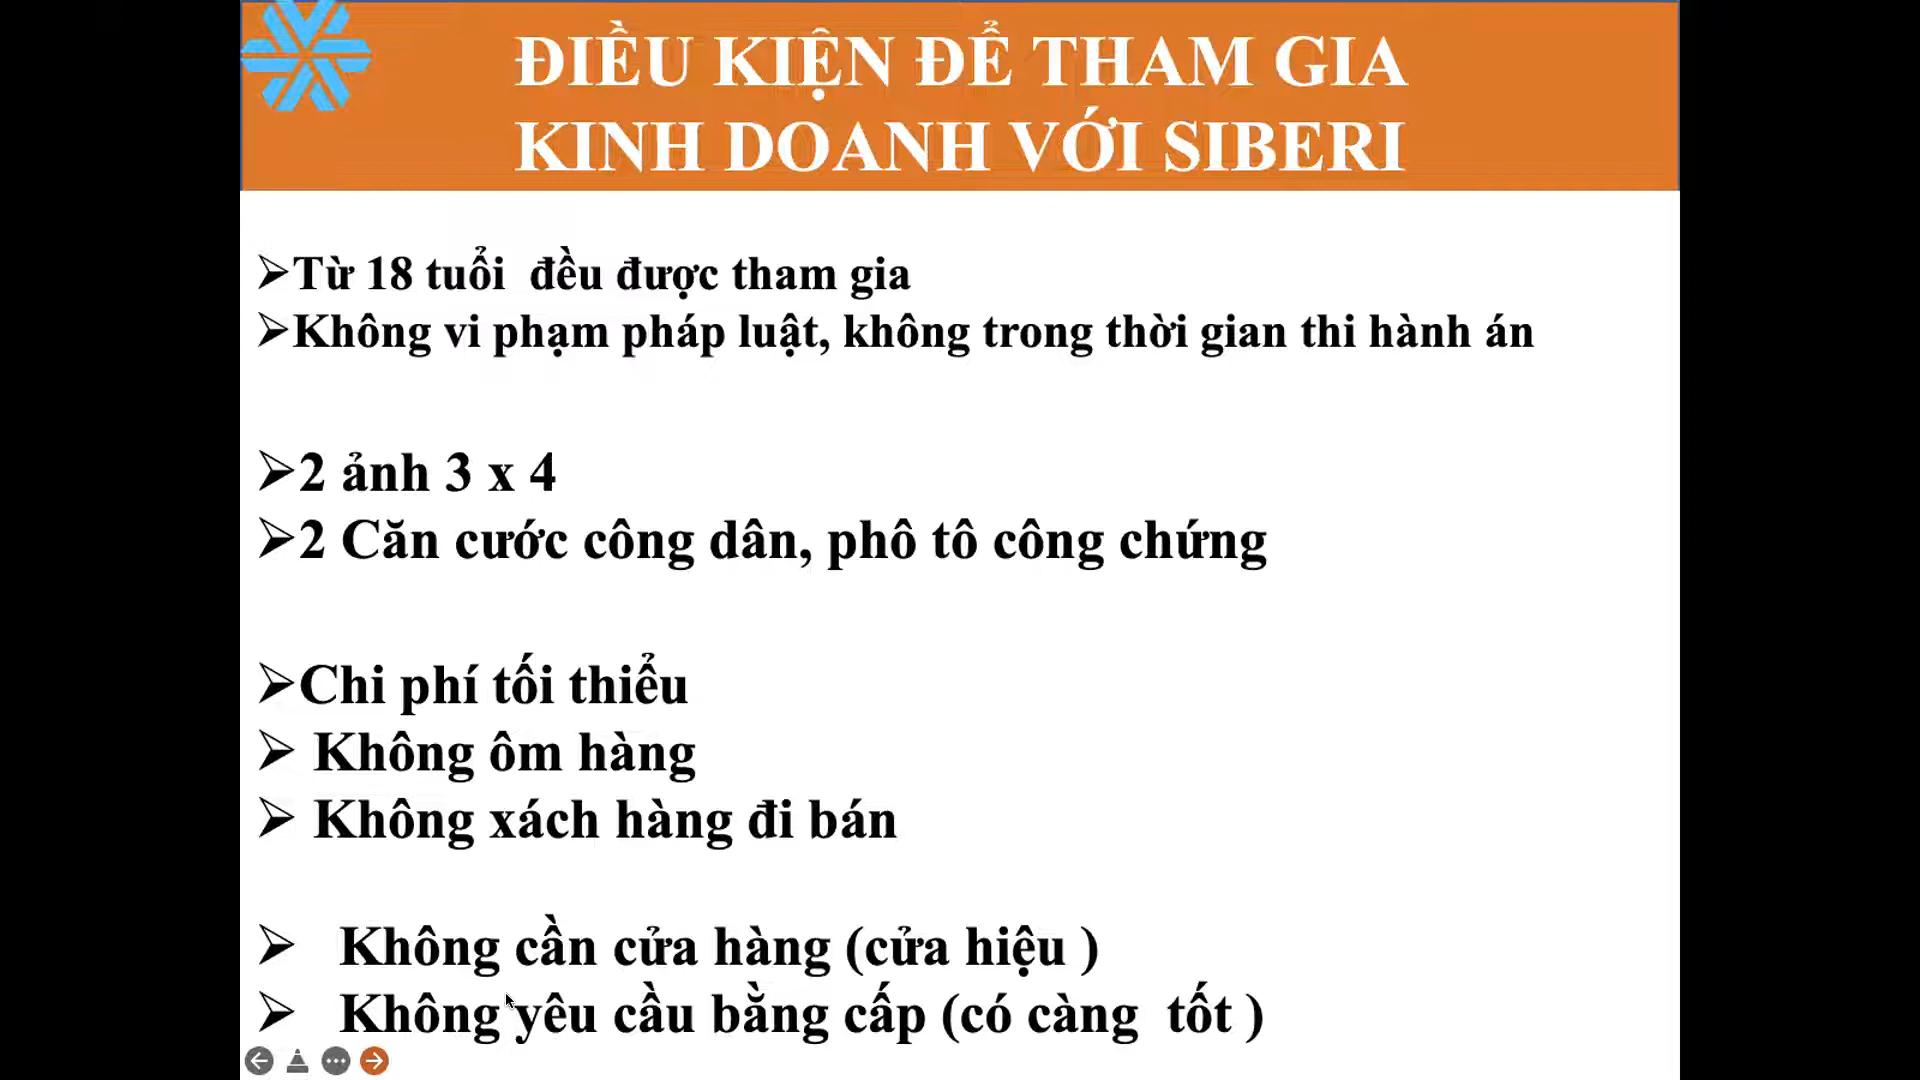 ĐIỀU KIỆN ĐỂ THAM GIA
KINH DOANH VỚI SIBERI
➢Từ 18 tuổi  đều được tham gia
➢Không vi phạm pháp luật, không trong thời gian thi hành án
➢2 ảnh 3 x 4
➢2 Căn cước công dân, phô tô công chứng
➢Chi phí tối thiểu
➢ Không ôm hàng
➢ Không xách hàng đi bán
➢ Không cần cửa hàng (cửa hiệu )
➢ Không yêu cầu bằng cấp (có càng  tốt )